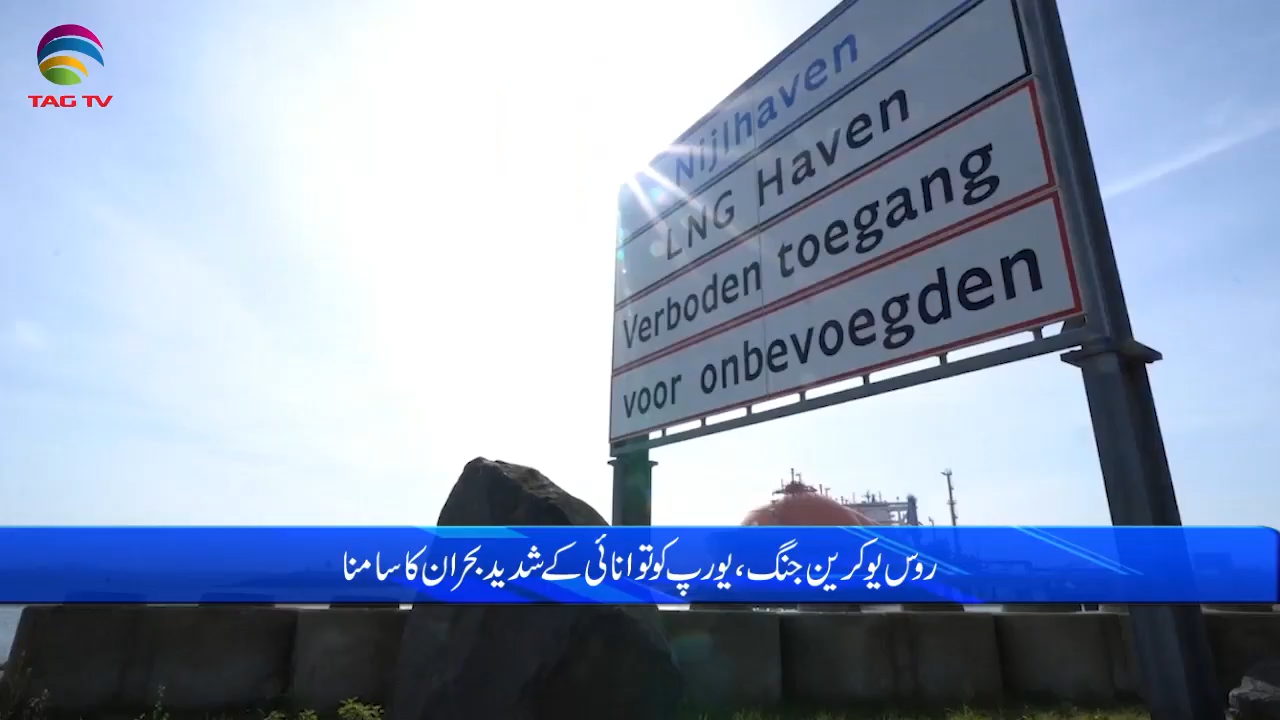 TAG TV
Nijlhaven
LNG Haven
Verboden toegang
voor onbevoegden
روس یوکرین جنگ، یورپ کو توانائی کے شدید بحران کا سامنا